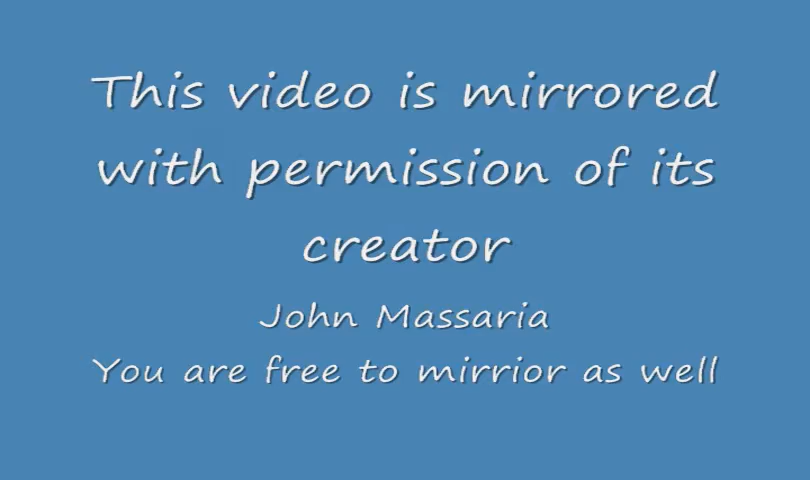 This video is mirrored
with permission of its
creator
John Massaria
You are free to mirrior as well